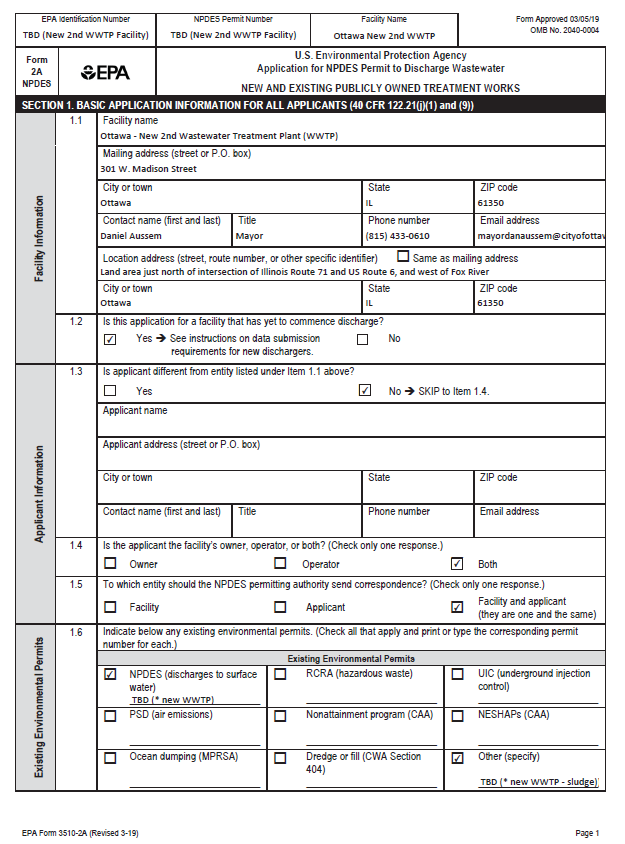 EPA Identification Number
TBD (New 2nd WWTP Facility)
NPDES Permit Number
TBD (New 2nd WWTP Facility)
Facility Name
Ottawa New 2nd WWTP
Form Approved 03/05/19
OMB No. 2040-0004
Form
2A
NPDES
EPA
U.S. Environmental Protection Agency
Application for NPDES Permit to Discharge Wastewater
NEW AND EXISTING PUBLICLY OWNED TREATMENT WORKS
SECTION 1. BASIC APPLICATION INFORMATION FOR ALL APPLICANTS (40 CFR 122.21(j)(1) and (9))
Facility Information
1.1
Facility name
Ottawa - New 2nd Wastewater Treatment Plant (WWTP)
Mailing address (street or P.O. box)
301 W. Madison Street
City or town
Ottawa
State
IL
ZIP code
61350
Contact name (first and last)
Daniel Aussem
Title
Mayor
Phone number
(815) 433-0610
Email address
mayordanaussem@cityofottav
Location address (street, route number, or other specific identifier)
☐ Same as mailing address
Land area just north of intersection of Illinois Route 71 and US Route 6, and west of Fox River
City or town
Ottawa
State
IL
ZIP code
61350
1.2
Is this application for a facility that has yet to commence discharge?
☑ Yes ➔ See instructions on data submission
requirements for new dischargers.
☐ No
Applicant Information
1.3
Is applicant different from entity listed under Item 1.1 above?
☐ Yes
☑ No ➔ SKIP to Item 1.4.
Applicant name
Applicant address (street or P.O. box)
City or town
State
ZIP code
Contact name (first and last)
Title
Phone number
Email address
1.4
Is the applicant the facility's owner, operator, or both? (Check only one response.)
☐ Owner
☐ Operator
☑ Both
1.5
To which entity should the NPDES permitting authority send correspondence? (Check only one response.)
☐ Facility
☐ Applicant
☑ Facility and applicant
(they are one and the same)
Existing Environmental Permits
1.6
Indicate below any existing environmental permits. (Check all that apply and print or type the corresponding permit
number for each.)
Existing Environmental Permits
☑ NPDES (discharges to surface
water)
TBD (* new WWTP)
☐ RCRA (hazardous waste)
☐ UIC (underground injection
control)
☐ PSD (air emissions)
☐ Nonattainment program (CAA)
☐ NESHAPs (CAA)
☐ Ocean dumping (MPRSA)
☐ Dredge or fill (CWA Section
404)
☑ Other (specify)
TBD (* new WWTP - sludge)
EPA Form 3510-2A (Revised 3-19)
Page 1